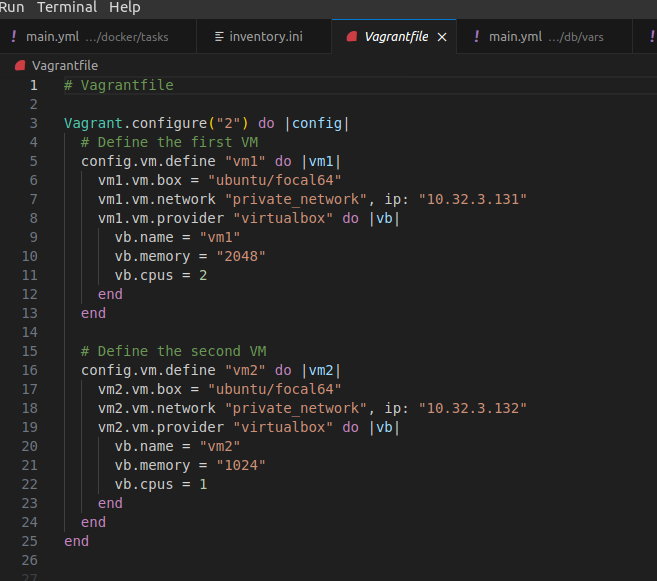 Run Terminal Help
! main.yml .../docker/tasks inventory.ini Vagrantfile × ! main.yml .../db/vars !
Vagrantfile
1 # Vagrantfile
2
3 Vagrant.configure("2") do |config|
4   # Define the first VM
5   config.vm.define "vm1" do |vm1|
6     vm1.vm.box = "ubuntu/focal64"
7     vm1.vm.network "private_network", ip: "10.32.3.131"
8     vm1.vm.provider "virtualbox" do |vb|
9       vb.name = "vm1"
10       vb.memory = "2048"
11       vb.cpus = 2
12     end
13   end
14
15   # Define the second VM
16   config.vm.define "vm2" do |vm2|
17     vm2.vm.box = "ubuntu/focal64"
18     vm2.vm.network "private_network", ip: "10.32.3.132"
19     vm2.vm.provider "virtualbox" do |vb|
20       vb.name = "vm2"
21       vb.memory = "1024"
22       vb.cpus = 1
23     end
24   end
25 end
26
27